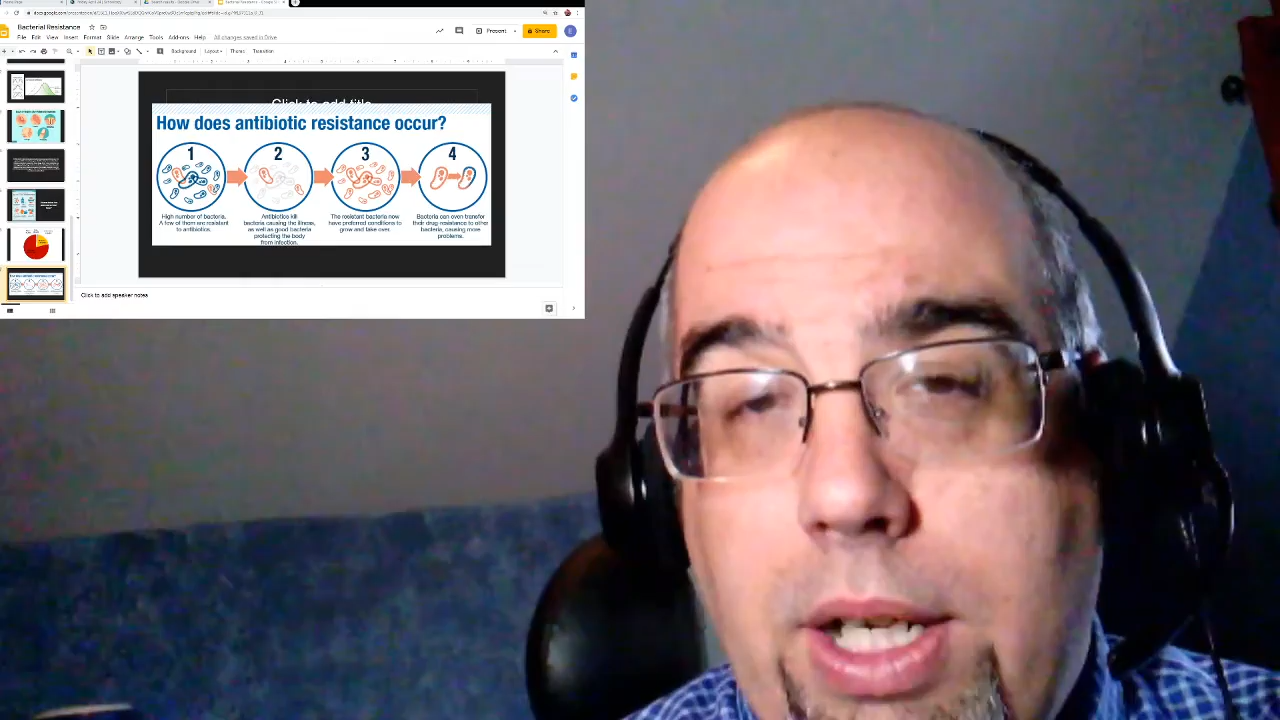 Bacterial Resistance
File Edit View Insert Format Slide Arrange Tools Add-ons Help All changes saved in Drive
Present
Share
E
Background Layout Theme Transition
Click to add title
How does antibiotic resistance occur?
1
2
3
4
High number of bacteria.
A few of them are resistant
to antibiotics.
Antibiotics kill
bacteria causing the illness,
as well as good bacteria
protecting the body
from infection.
The resistant bacteria now
have preferred conditions to
grow and take over.
Bacteria can even transfer
their drug-resistance to other
bacteria, causing more
problems.
Click to add speaker notes